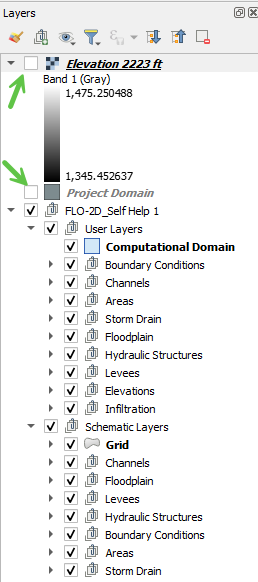 Layers
Elevation 2223 ft
Band 1 (Gray)
1,475.250488
1,345.452637
Project Domain
FLO-2D_Self Help 1
User Layers
Computational Domain
Boundary Conditions
Channels
Areas
Storm Drain
Floodplain
Hydraulic Structures
Levees
Elevations
Infiltration
Schematic Layers
Grid
Channels
Floodplain
Levees
Hydraulic Structures
Boundary Conditions
Areas
Storm Drain